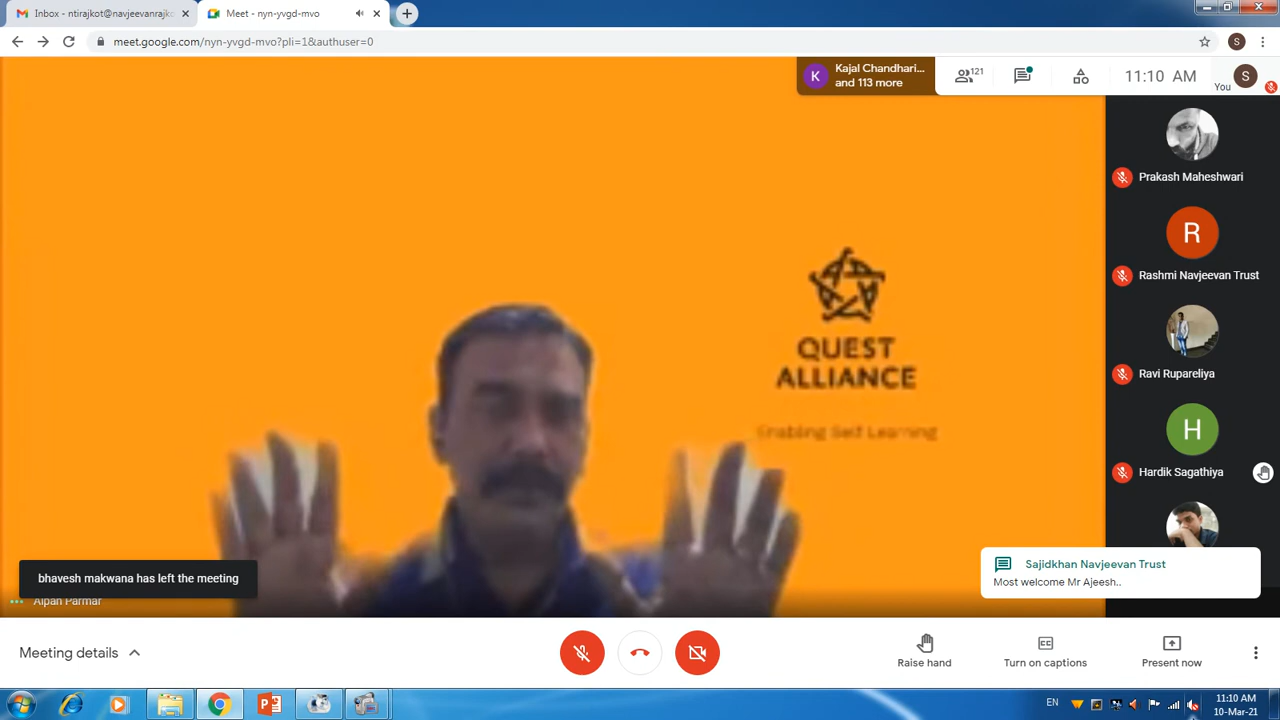 Inbox - ntirajkot@navjeevanrajko
Meet - nyn-yvgd-mvo
meet.google.com/nyn-yvgd-mvo?pli=1&authuser=0
S
K
Kajal Chandhari...
and 113 more
121
11:10 AM
You
S
Prakash Maheshwari
R
Rashmi Navjeevan Trust
Ravi Rupareliya
H
Hardik Sagathiya
QUEST
ALLIANCE
Enabling Self Learning
bhavesh makwana has left the meeting
Alpan Parmar
Sajidkhan Navjeevan Trust
Most welcome Mr Ajeesh..
Meeting details
Raise hand
Turn on captions
Present now
EN
11:10 AM
10-Mar-21